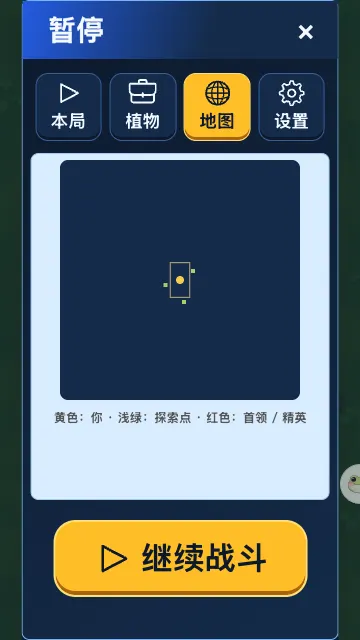 暂停
本局 植物 地图 设置
黄色：你 · 浅绿：探索点 · 红色：首领 / 精英
继续战斗